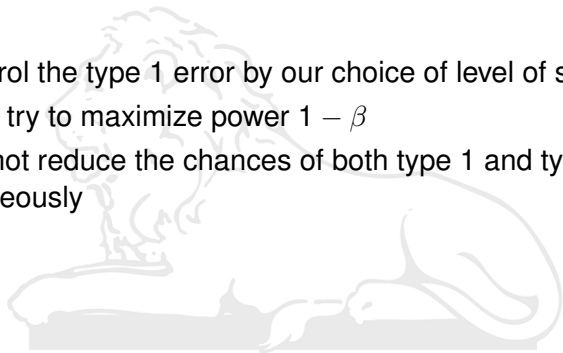 rol the type 1 error by our choice of level of s
try to maximize power 1 − β
not reduce the chances of both type 1 and ty
eously